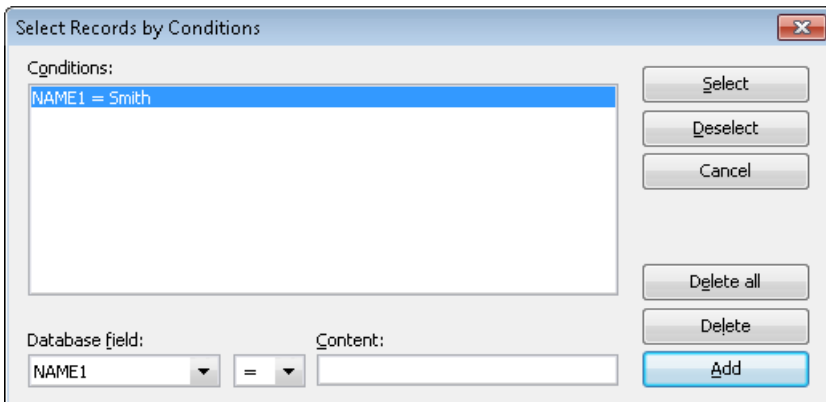 Select Records by Conditions
Conditions:
NAME1 = Smith
Select
Deselect
Cancel
Delete all
Delete
Add
Database field:
Content:
NAME1
=